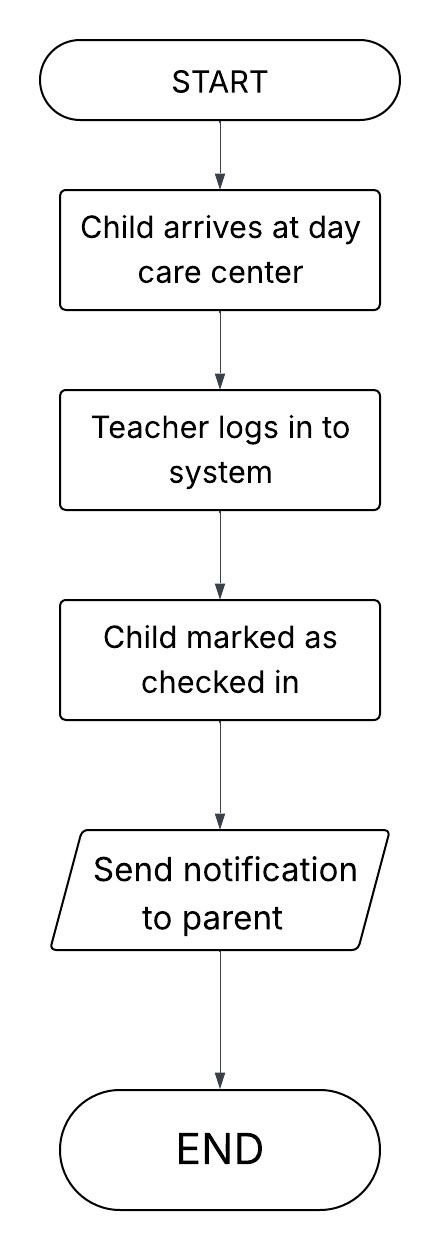 START
Child arrives at day
care center
Teacher logs in to
system
Child marked as
checked in
Send notification
to parent
END